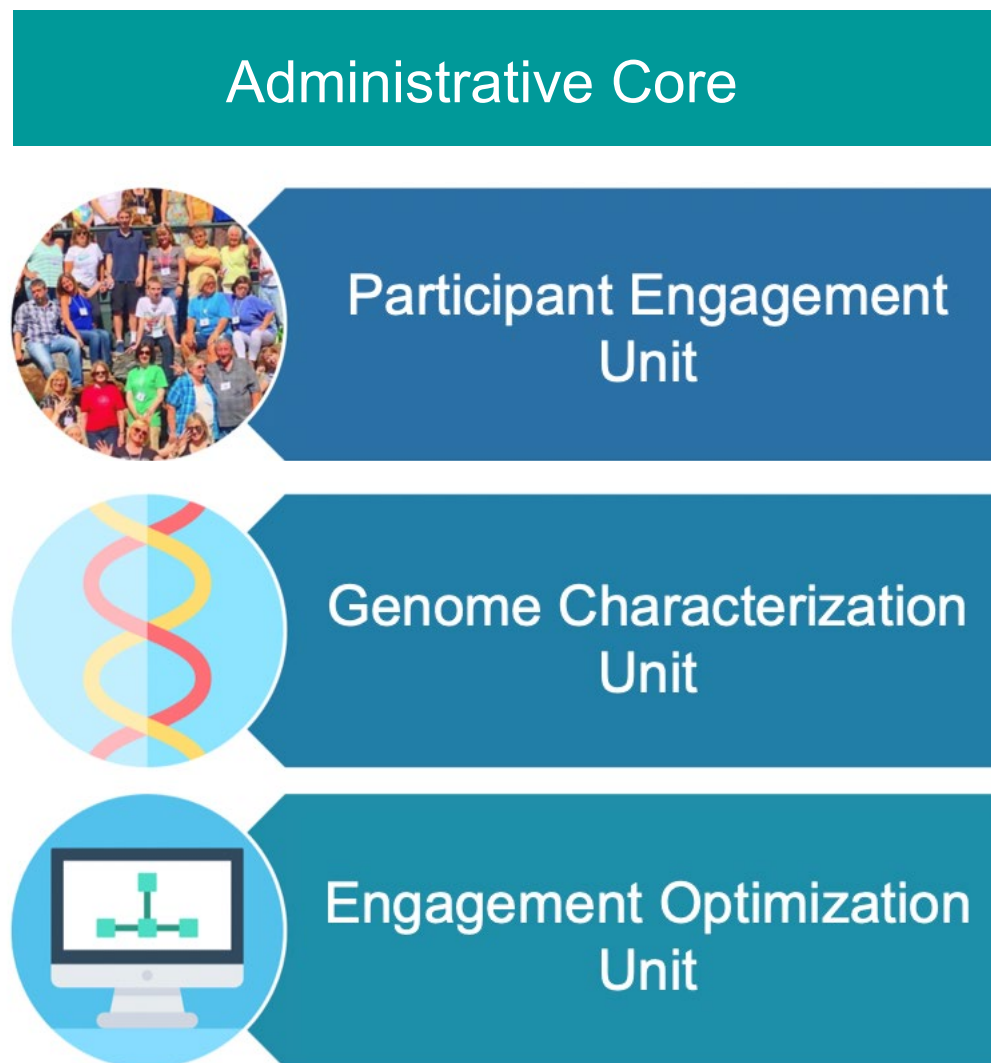 Administrative Core
Participant Engagement
Unit
Genome Characterization
Unit
Engagement Optimization
Unit